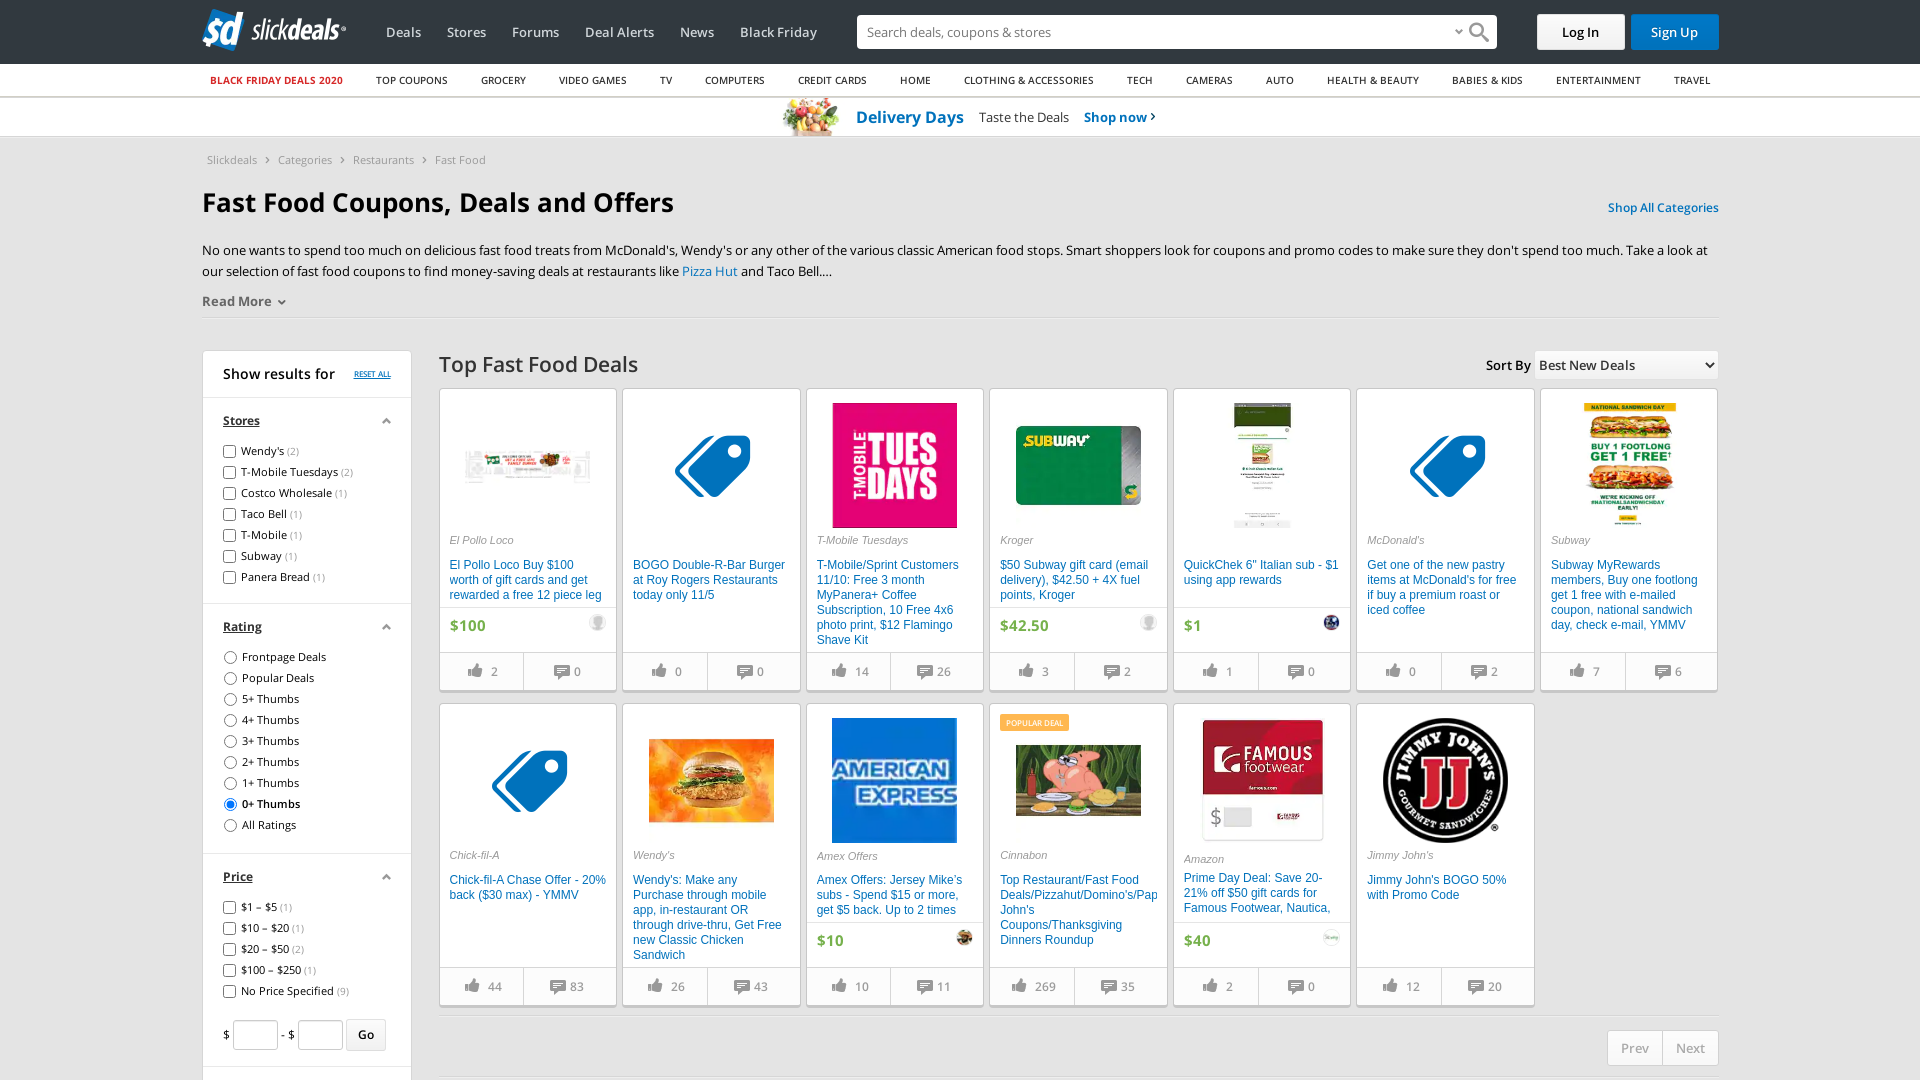 sd slickdeals
Deals
Stores
Forums
Deal Alerts
News
Black Friday
Search deals, coupons & stores
Log In
Sign Up
BLACK FRIDAY DEALS 2020
TOP COUPONS
GROCERY
VIDEO GAMES
TV
COMPUTERS
CREDIT CARDS
HOME
CLOTHING & ACCESSORIES
TECH
CAMERAS
AUTO
HEALTH & BEAUTY
BABIES & KIDS
ENTERTAINMENT
TRAVEL
Delivery Days Taste the Deals Shop now
Slickdeals > Categories > Restaurants > Fast Food
Fast Food Coupons, Deals and Offers
Shop All Categories
No one wants to spend too much on delicious fast food treats from McDonald's, Wendy's or any other of the various classic American food stops. Smart shoppers look for coupons and promo codes to make sure they don't spend too much. Take a look at
our selection of fast food coupons to find money-saving deals at restaurants like Pizza Hut and Taco Bell....
Read More
Show results for RESET ALL
Stores
Wendy's (2)
T-Mobile Tuesdays (2)
Costco Wholesale (1)
Taco Bell (1)
T-Mobile (1)
Subway (1)
Panera Bread (1)
Rating
Frontpage Deals
Popular Deals
5+ Thumbs
4+ Thumbs
3+ Thumbs
2+ Thumbs
1+ Thumbs
0+ Thumbs
All Ratings
Price
$1 – $5 (1)
$10 – $20 (1)
$20 – $50 (2)
$100 – $250 (1)
No Price Specified (9)
$ - $ Go
Top Fast Food Deals
Sort By Best New Deals
El Pollo Loco
El Pollo Loco Buy $100
worth of gift cards and get
rewarded a free 12 piece leg
$100
2 0
BOGO Double-R-Bar Burger
at Roy Rogers Restaurants
today only 11/5
0 0
T-MOBILE
TUES
DAYS
T-Mobile Tuesdays
T-Mobile/Sprint Customers
11/10: Free 3 month
MyPanera+ Coffee
Subscription, 10 Free 4x6
photo print, $12 Flamingo
Shave Kit
14 26
SUBWAY
Kroger
$50 Subway gift card (email
delivery), $42.50 + 4X fuel
points, Kroger
$42.50
3 2
QuickChek 6" Italian sub - $1
using app rewards
$1
1 0
McDonald's
Get one of the new pastry
items at McDonald's for free
if buy a premium roast or
iced coffee
0 2
NATIONAL SANDWICH DAY
BUY 1 FOOTLONG
GET 1 FREE†
WE'RE KICKING OFF
#NATIONALSANDWICHDAY
EARLY!
Subway
Subway MyRewards
members, Buy one footlong
get 1 free with e-mailed
coupon, national sandwich
day, check e-mail, YMMV
7 6
Chick-fil-A
Chick-fil-A Chase Offer - 20%
back ($30 max) - YMMV
44 83
Wendy's
Wendy's: Make any
Purchase through mobile
app, in-restaurant OR
through drive-thru, Get Free
new Classic Chicken
Sandwich
26 43
AMERICAN
EXPRESS
Amex Offers
Amex Offers: Jersey Mike's
subs - Spend $15 or more,
get $5 back. Up to 2 times
$10
10 11
POPULAR DEAL
Cinnabon
Top Restaurant/Fast Food
Deals/Pizzahut/Domino's/Pap
John's
Coupons/Thanksgiving
Dinners Roundup
269 35
FAMOUS
footwear.
famous.com
$
Amazon
Prime Day Deal: Save 20-
21% off $50 gift cards for
Famous Footwear, Nautica,
$40
2 0
JIMMY JOHN'S
JJ
GOURMET SANDWICHES
Jimmy John's
Jimmy John's BOGO 50%
with Promo Code
12 20
Prev Next